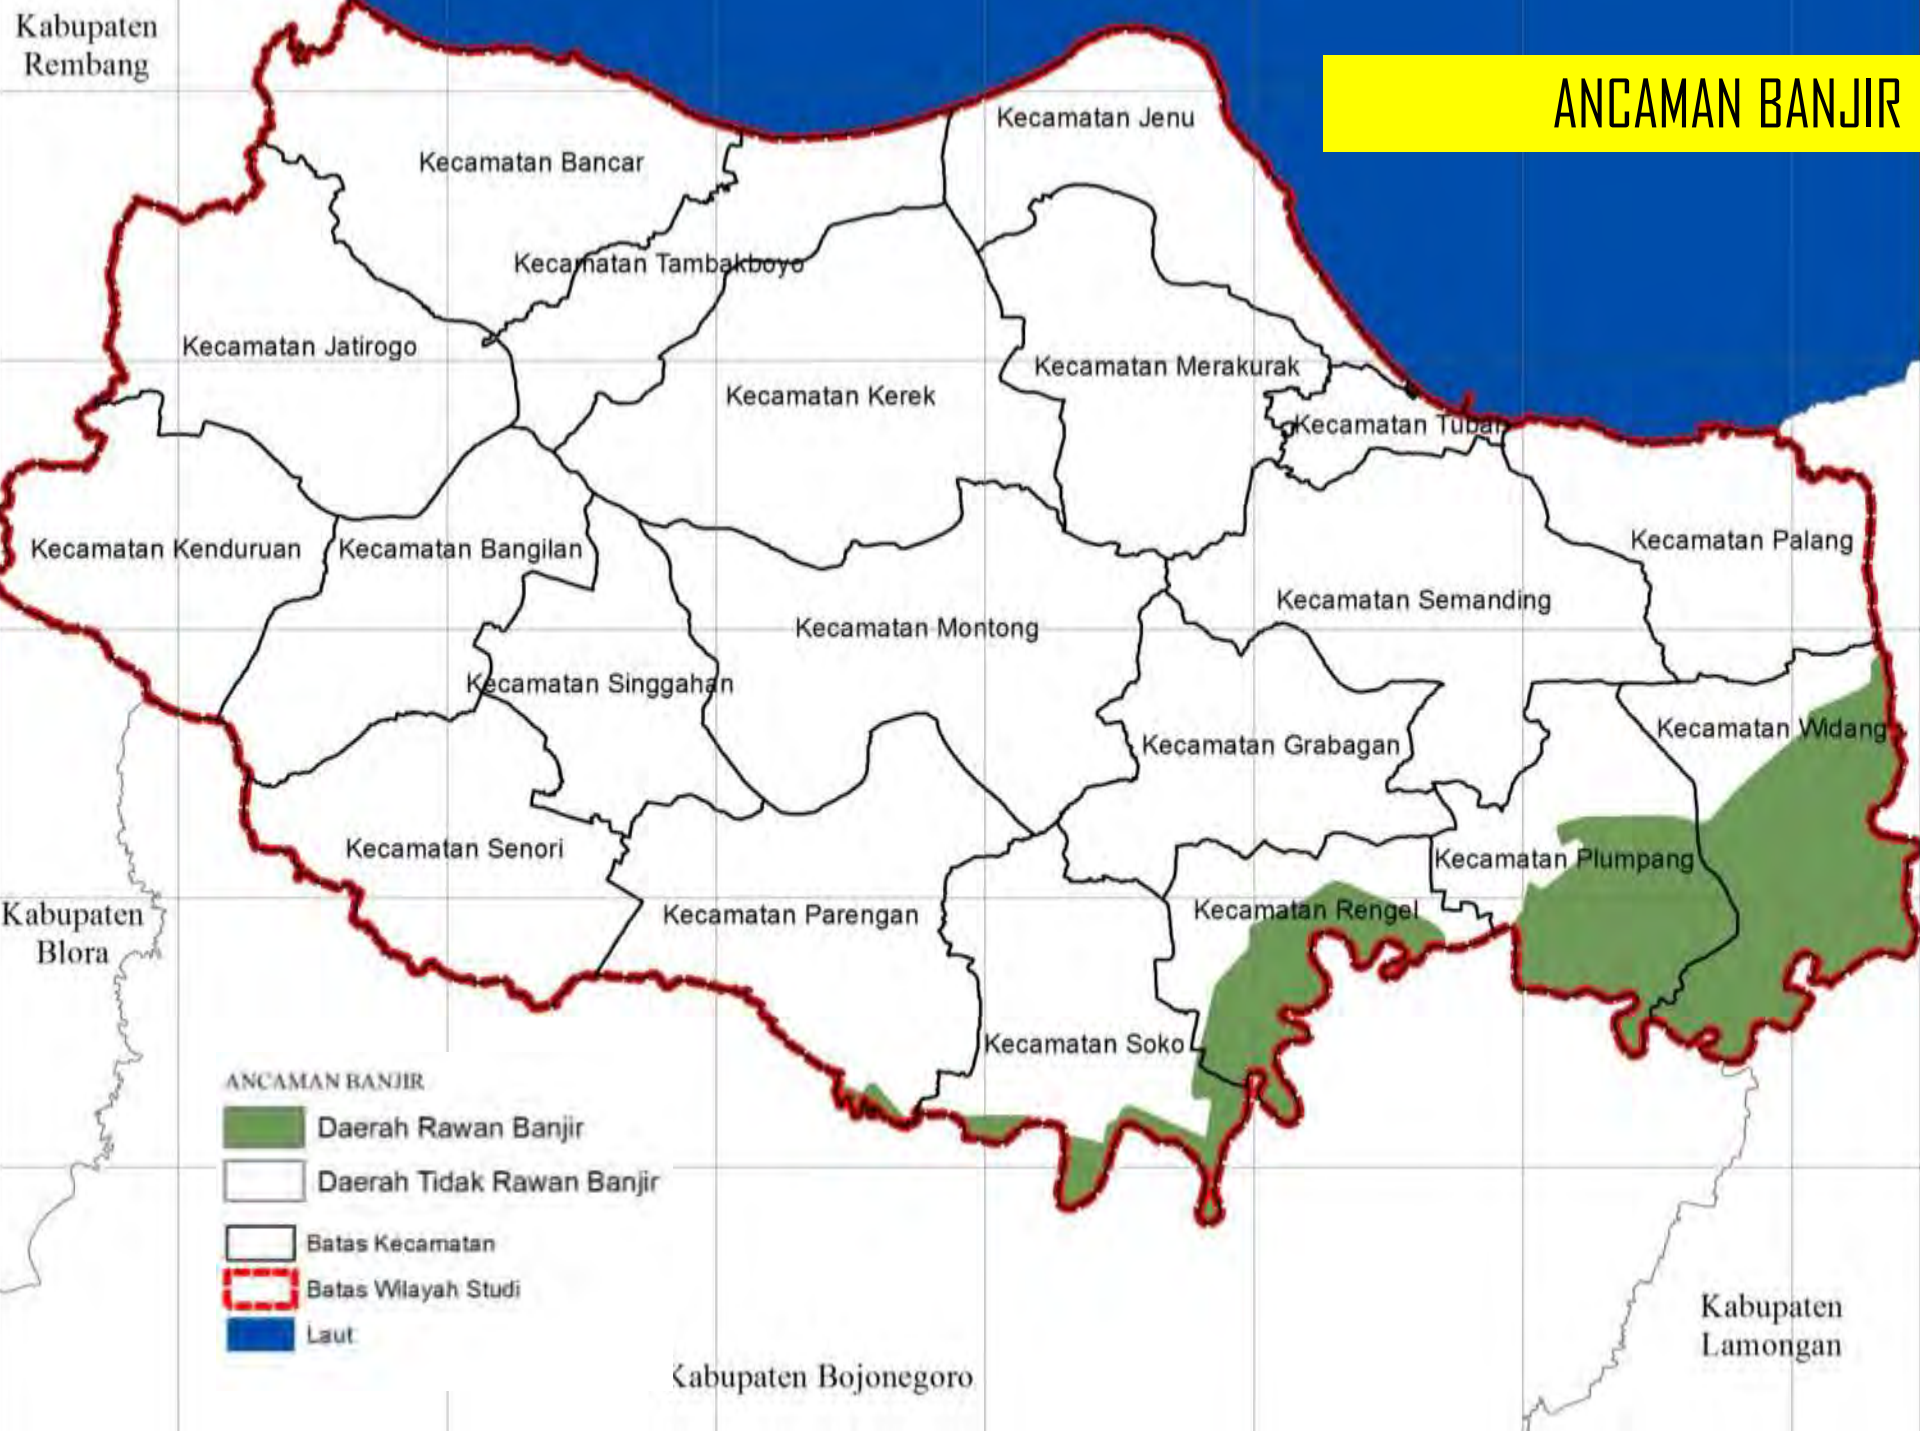 Kabupaten
Rembang
ANCAMAN BANJIR
Kecamatan Jenu
Kecamatan Bancar
Kecamatan Tambakboyo
Kecamatan Jatirogo
Kecamatan Merakurak
Kecamatan Kerek
Kecamatan Tuban
Kecamatan Palang
Kecamatan Kenduruan
Kecamatan Bangilan
Kecamatan Semanding
Kecamatan Montong
Kecamatan Singgahan
Kecamatan Widang
Kecamatan Grabagan
Kecamatan Senori
Kecamatan Plumpang
Kecamatan Rengel
Kecamatan Parengan
Kabupaten
Blora
Kecamatan Soko
ANCAMAN BANJIR
Daerah Rawan Banjir
Daerah Tidak Rawan Banjir
Batas Kecamatan
Batas Wilayah Studi
Laut
Kabupaten
Lamongan
Kabupaten Bojonegoro